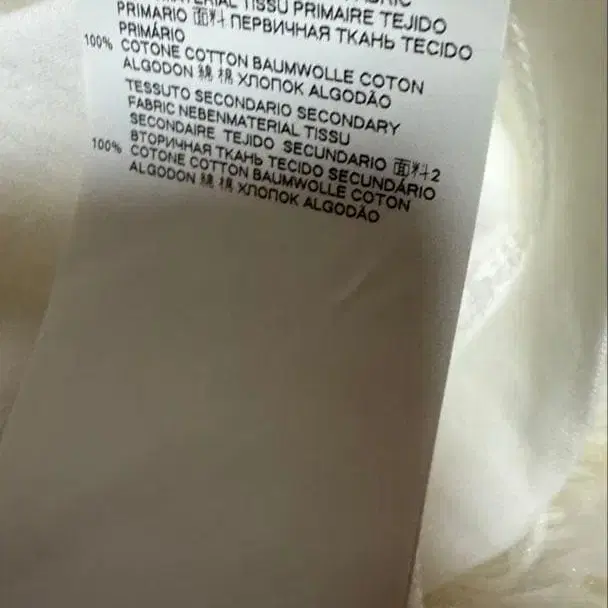 TISSU PRIMAIRE TEJIDO
PRIMARIO 面料 ПЕРВИЧНАЯ ТКАНЬ TECIDO
PRIMÁRIO
100% COTONE COTTON BAUMWOLLE COTON
ALGODON 綿 棉 ХЛОПОК ALGODÃO
TESSUTO SECONDARIO SECONDARY
FABRIC NEBENMATERIAL TISSU
SECONDAIRE TEJIDO SECUNDARIO 面料2
ВТОРИЧНАЯ ТКАНЬ TECIDO SECUNDÁRIO
100% COTONE COTTON BAUMWOLLE COTON
ALGODON 綿 棉 ХЛОПОК ALGODÃO